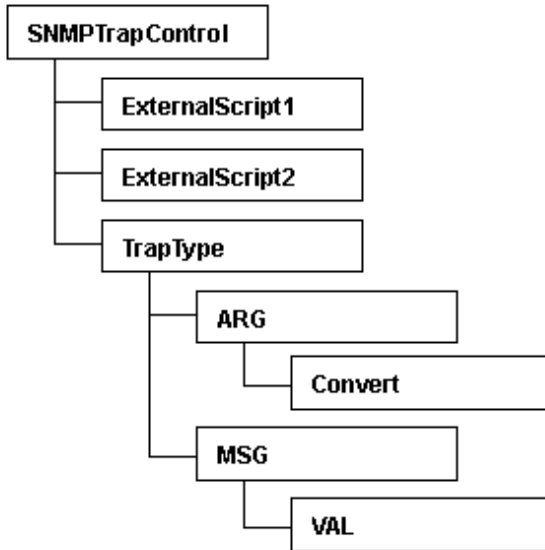 SNMPTrapControl
ExternalScript1
ExternalScript2
TrapType
ARG
Convert
MSG
VAL